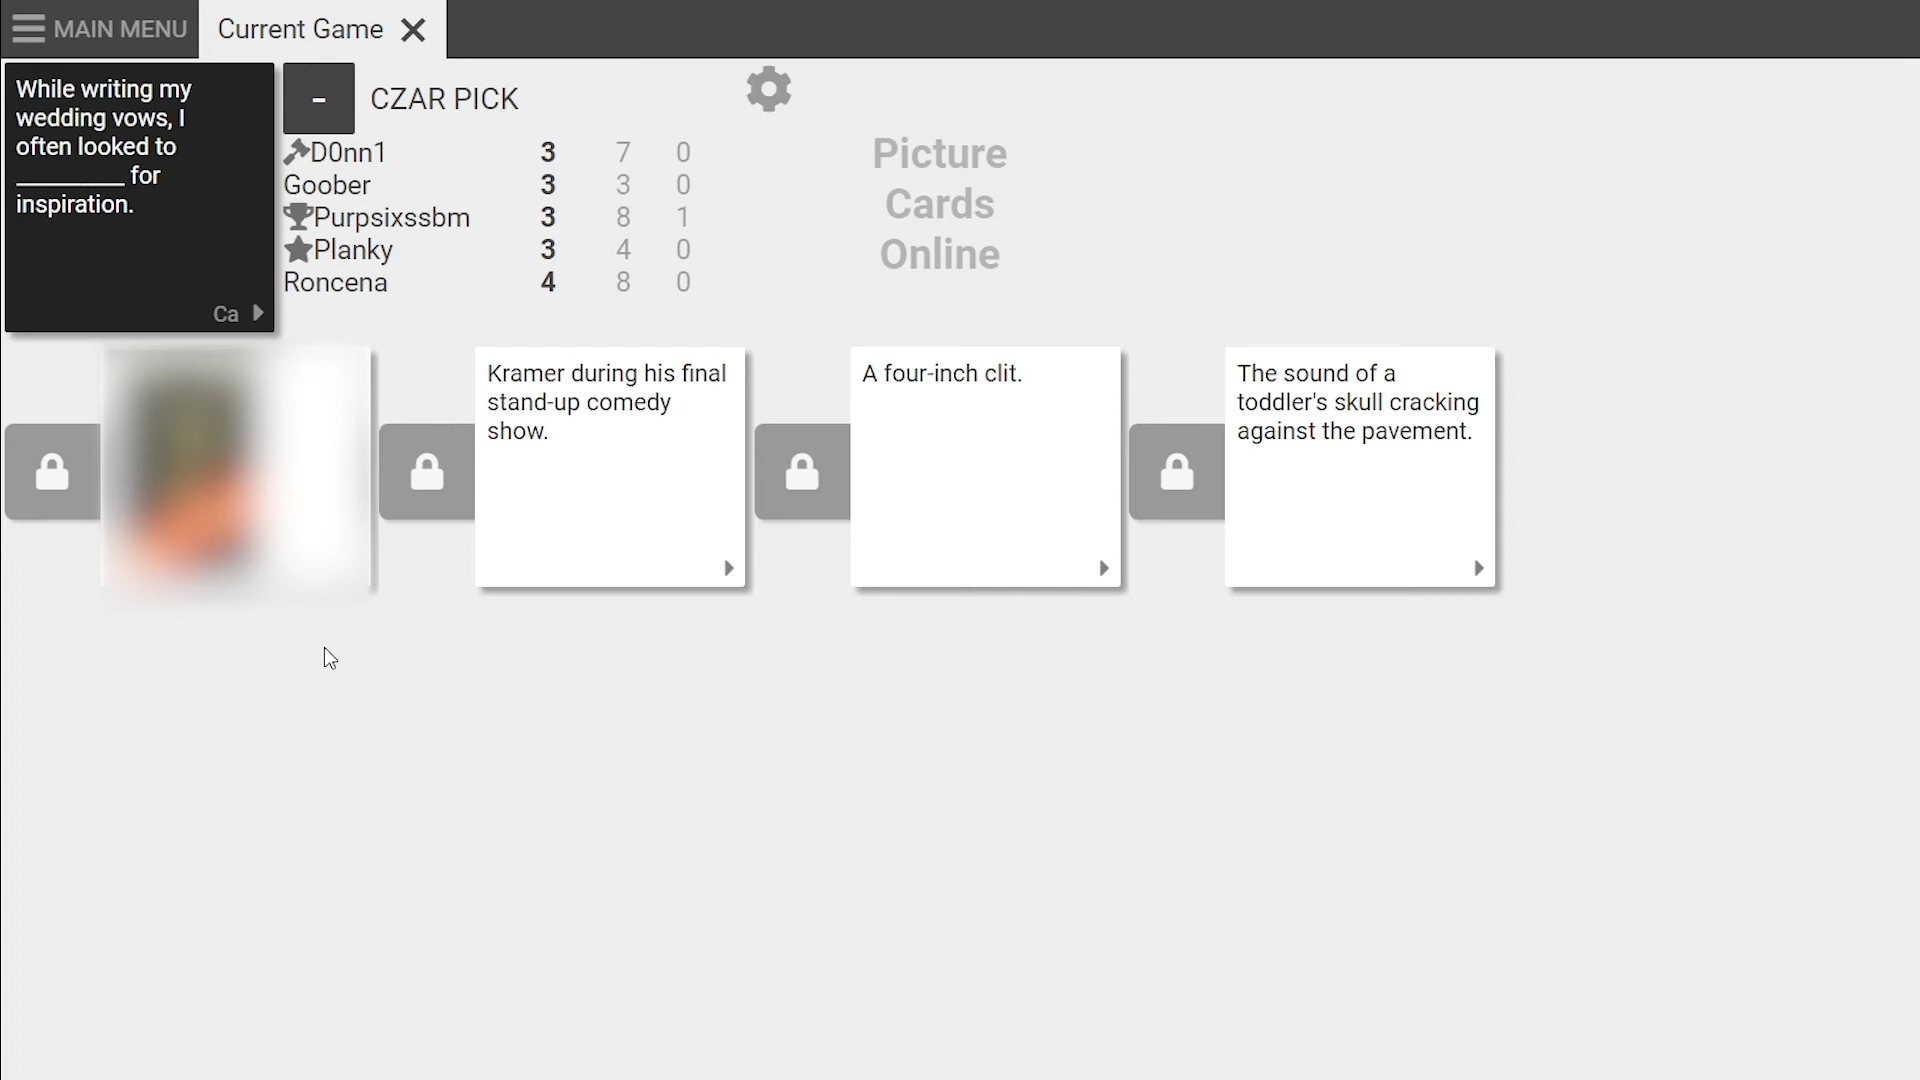 MAIN MENU
Current Game
While writing my
wedding vows, I
often looked to
_________ for
inspiration.
Ca
-
CZAR PICK
D0nn1 3 7 0
Goober 3 3 0
Purpsixssbm 3 8 1
Planky 3 4 0
Roncena 4 8 0
Picture
Cards
Online
Kramer during his final
stand-up comedy
show.
A four-inch clit.
The sound of a
toddler's skull cracking
against the pavement.